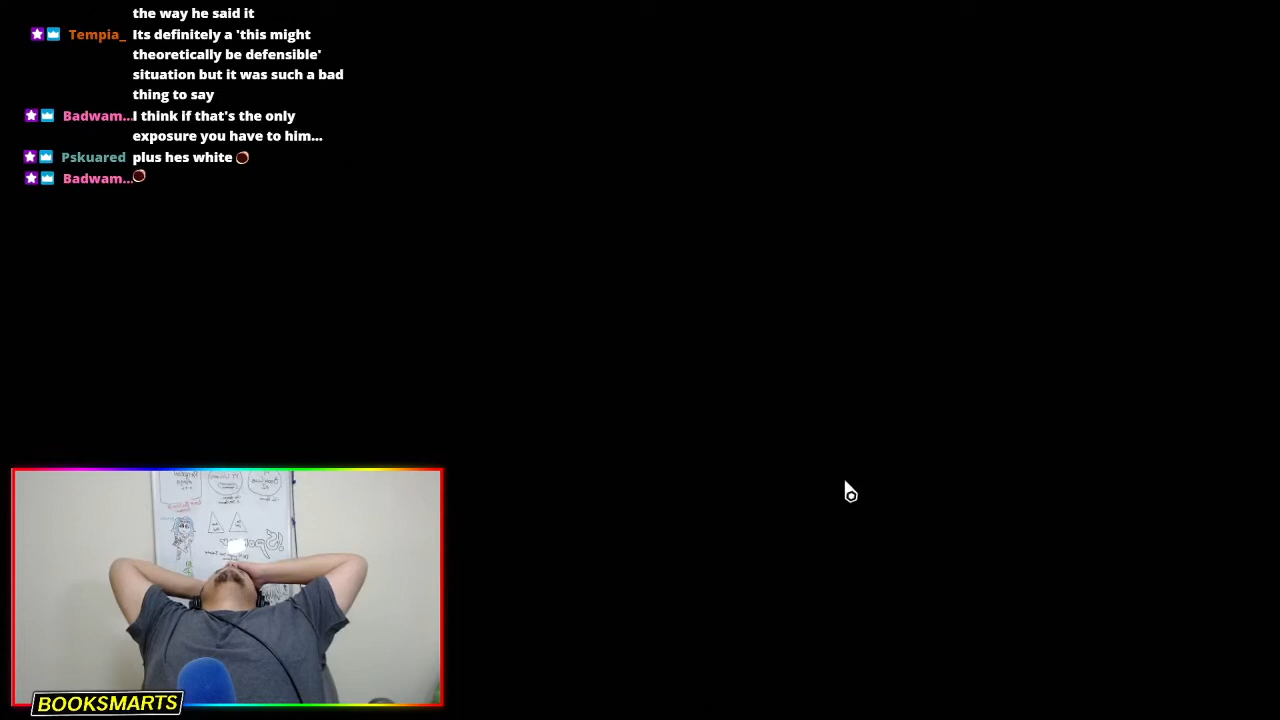 the way he said it
Tempia_ Its definitely a 'this might
theoretically be defensible'
situation but it was such a bad
thing to say
Badwam... I think if that's the only
exposure you have to him...
Pskuared plus hes white
Badwam...
BOOKSMARTS